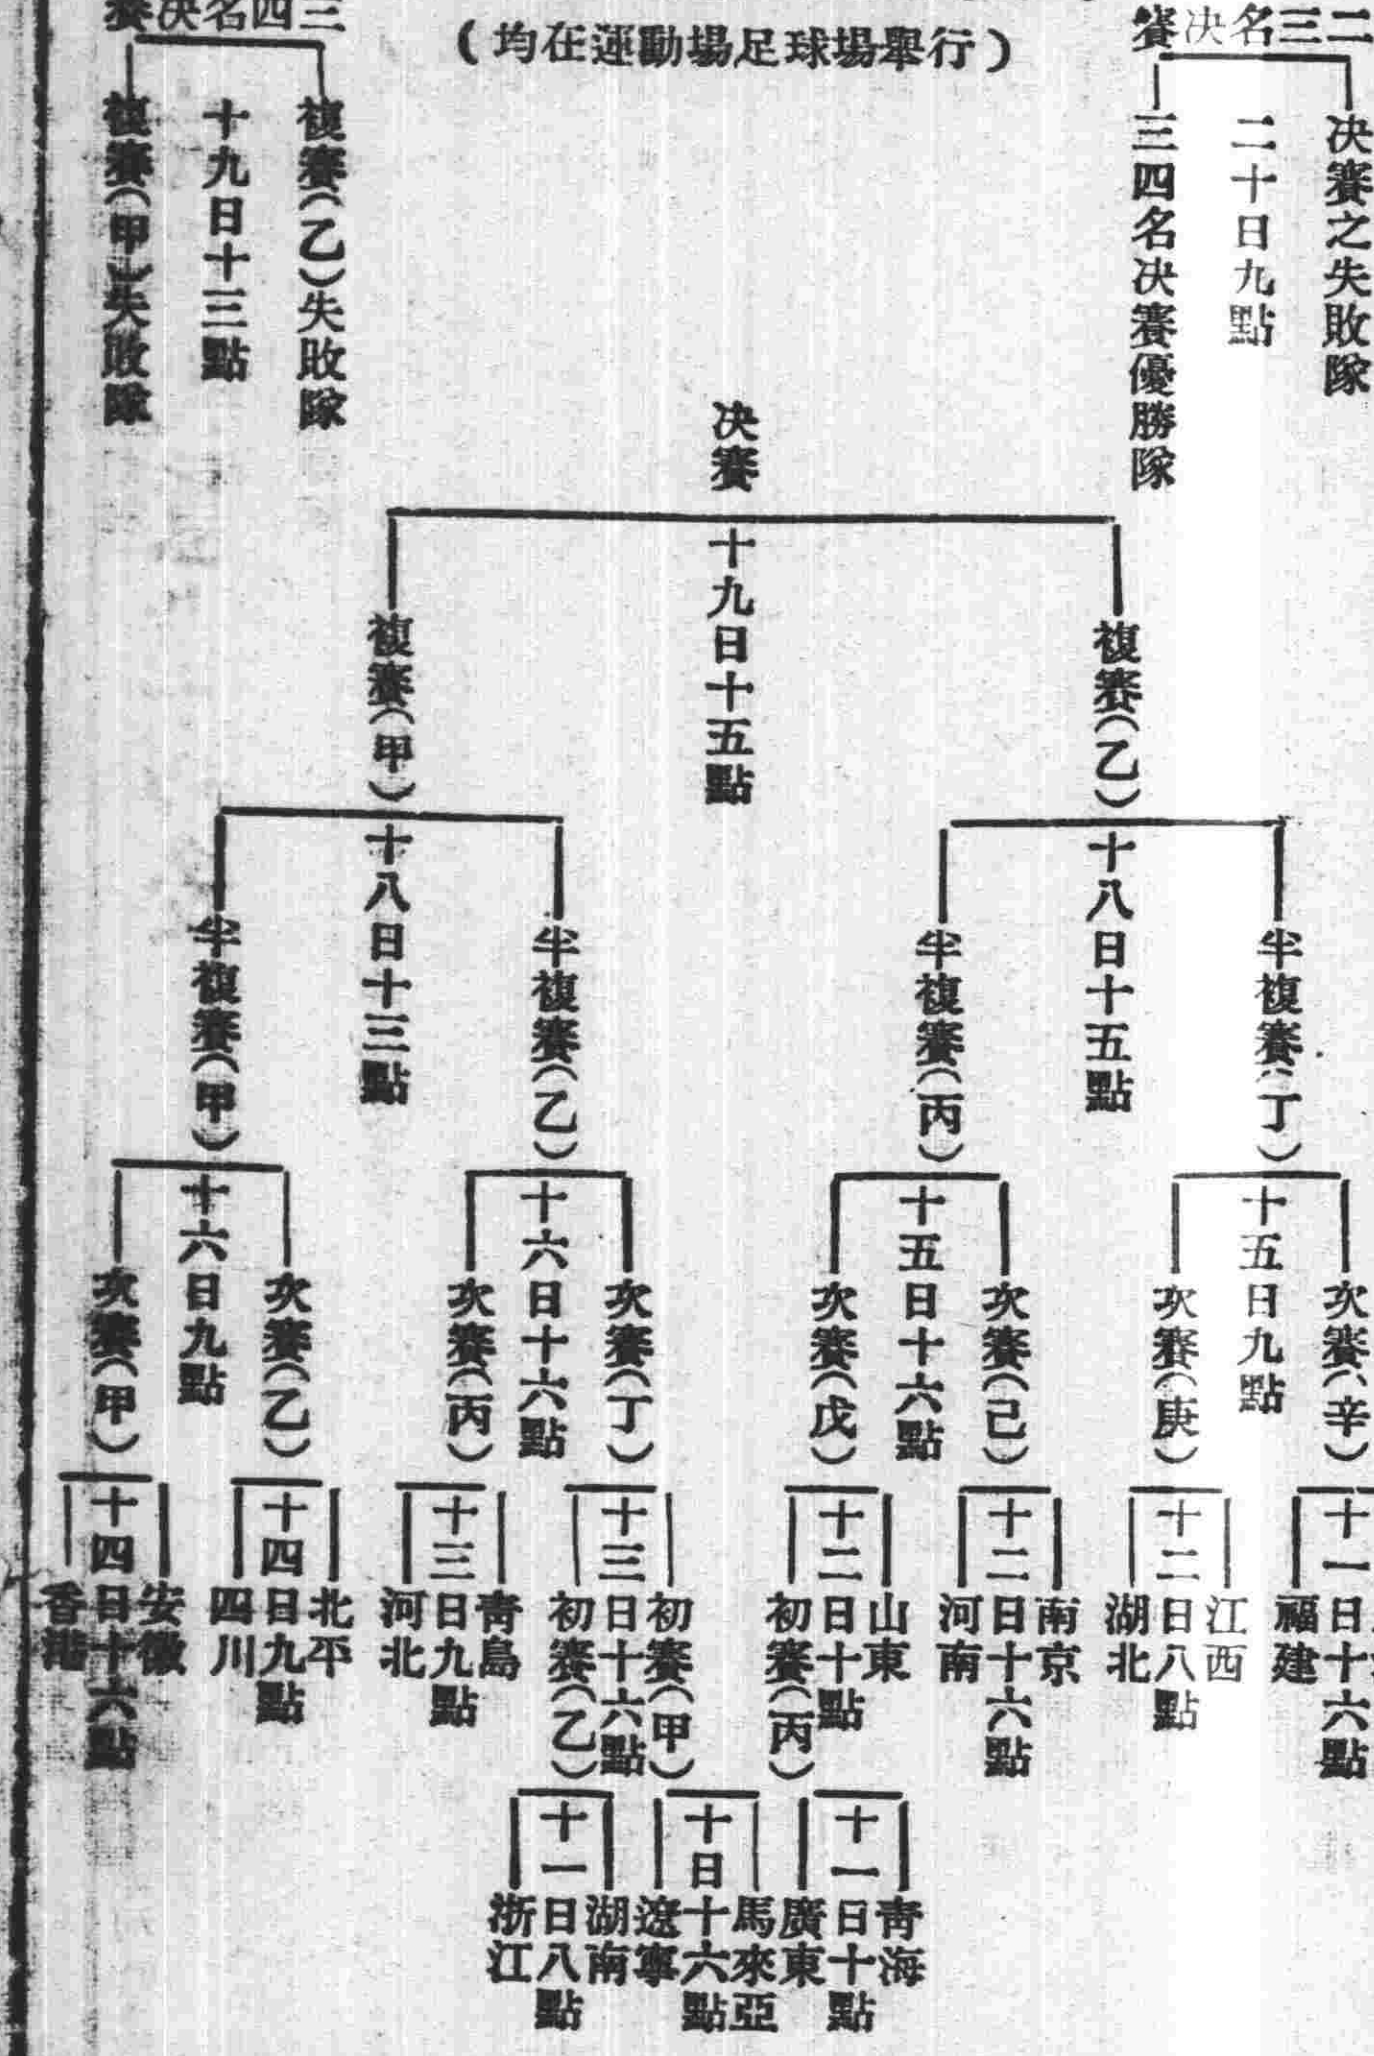 二三名決賽
決賽之失敗隊
二十日九點
三四名決賽優勝隊
（均在運動場足球場舉行）
三四名決賽
複賽（乙）失敗隊
十九日十三點
複賽（甲）失敗隊
決賽
十九日十五點
複賽（乙）
十八日十五點
複賽（甲）
十八日十三點
半複賽（丁）
十五日九點
半複賽（丙）
十五日十六點
半複賽（乙）
十六日十六點
半複賽（甲）
十六日九點
次賽（辛）
十一日十六點
福建
次賽（庚）
江西
十二日八點
湖北
次賽（己）
南京
十二日十六點
河南
次賽（戊）
山東
十二日十點
初賽（丙）
次賽（丁）
初賽（甲）
十三日十六點
初賽（乙）
次賽（丙）
青島
十三日九點
河北
次賽（乙）
北平
十四日九點
四川
次賽（甲）
安徽
十四日十六點
香港
青海
十一日十點
廣東
馬來亞
十日十六點
遼寧
湖南
十一日八點
浙江